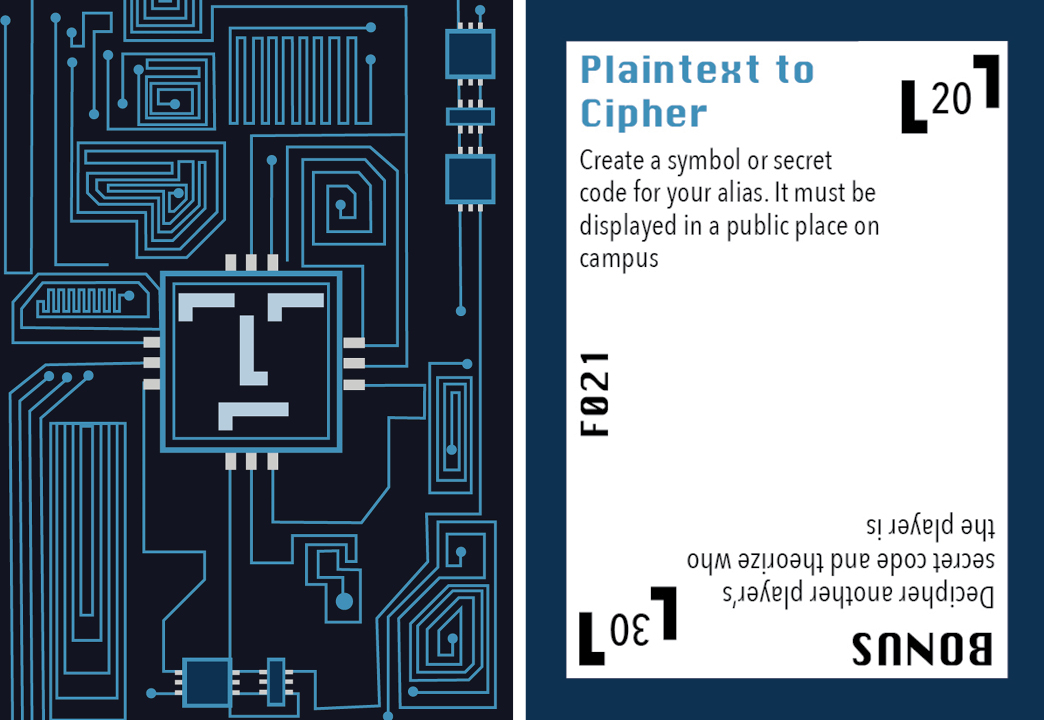 Plaintext to
Cipher
20
Create a symbol or secret
code for your alias. It must be
displayed in a public place on
campus
F021
BONUS
30
Decipher another player's
secret code and theorize who
the player is